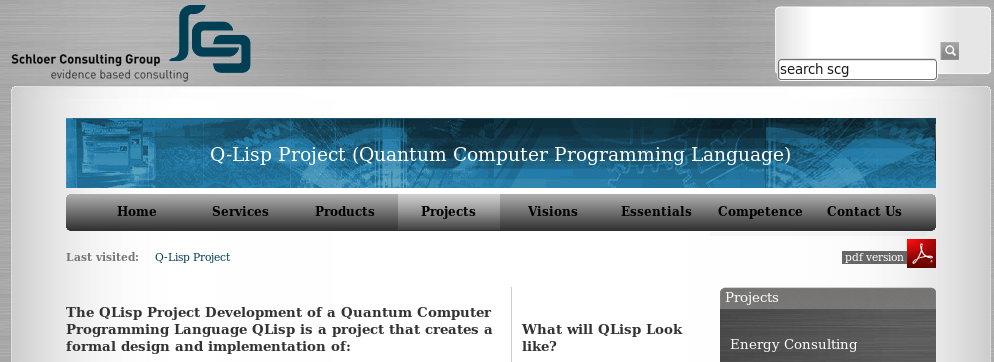 Schloer Consulting Group
evidence based consulting
scg
search scg
Q-Lisp Project (Quantum Computer Programming Language)
Home Services Products Projects Visions Essentials Competence Contact Us
Last visited: Q-Lisp Project
pdf version
The QLisp Project Development of a Quantum Computer
Programming Language QLisp is a project that creates a
formal design and implementation of:
What will QLisp Look
like?
Projects
Energy Consulting